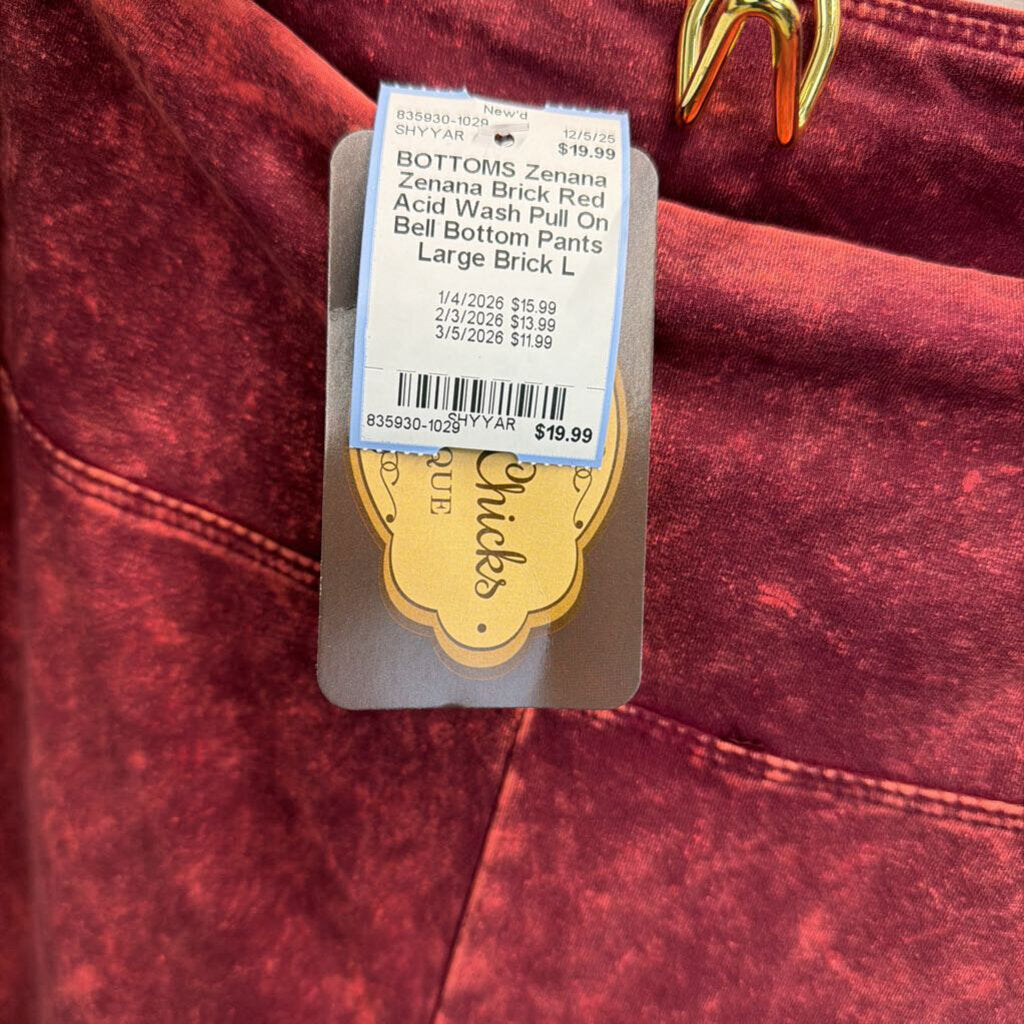 New'd
835930-1029 12/5/25
SHYYAR $19.99
BOTTOMS Zenana
Zenana Brick Red
Acid Wash Pull On
Bell Bottom Pants
Large Brick L
1/4/2026 $15.99
2/3/2026 $13.99
3/5/2026 $11.99
SHYYAR
835930-1029 $19.99
Chicks
QUE